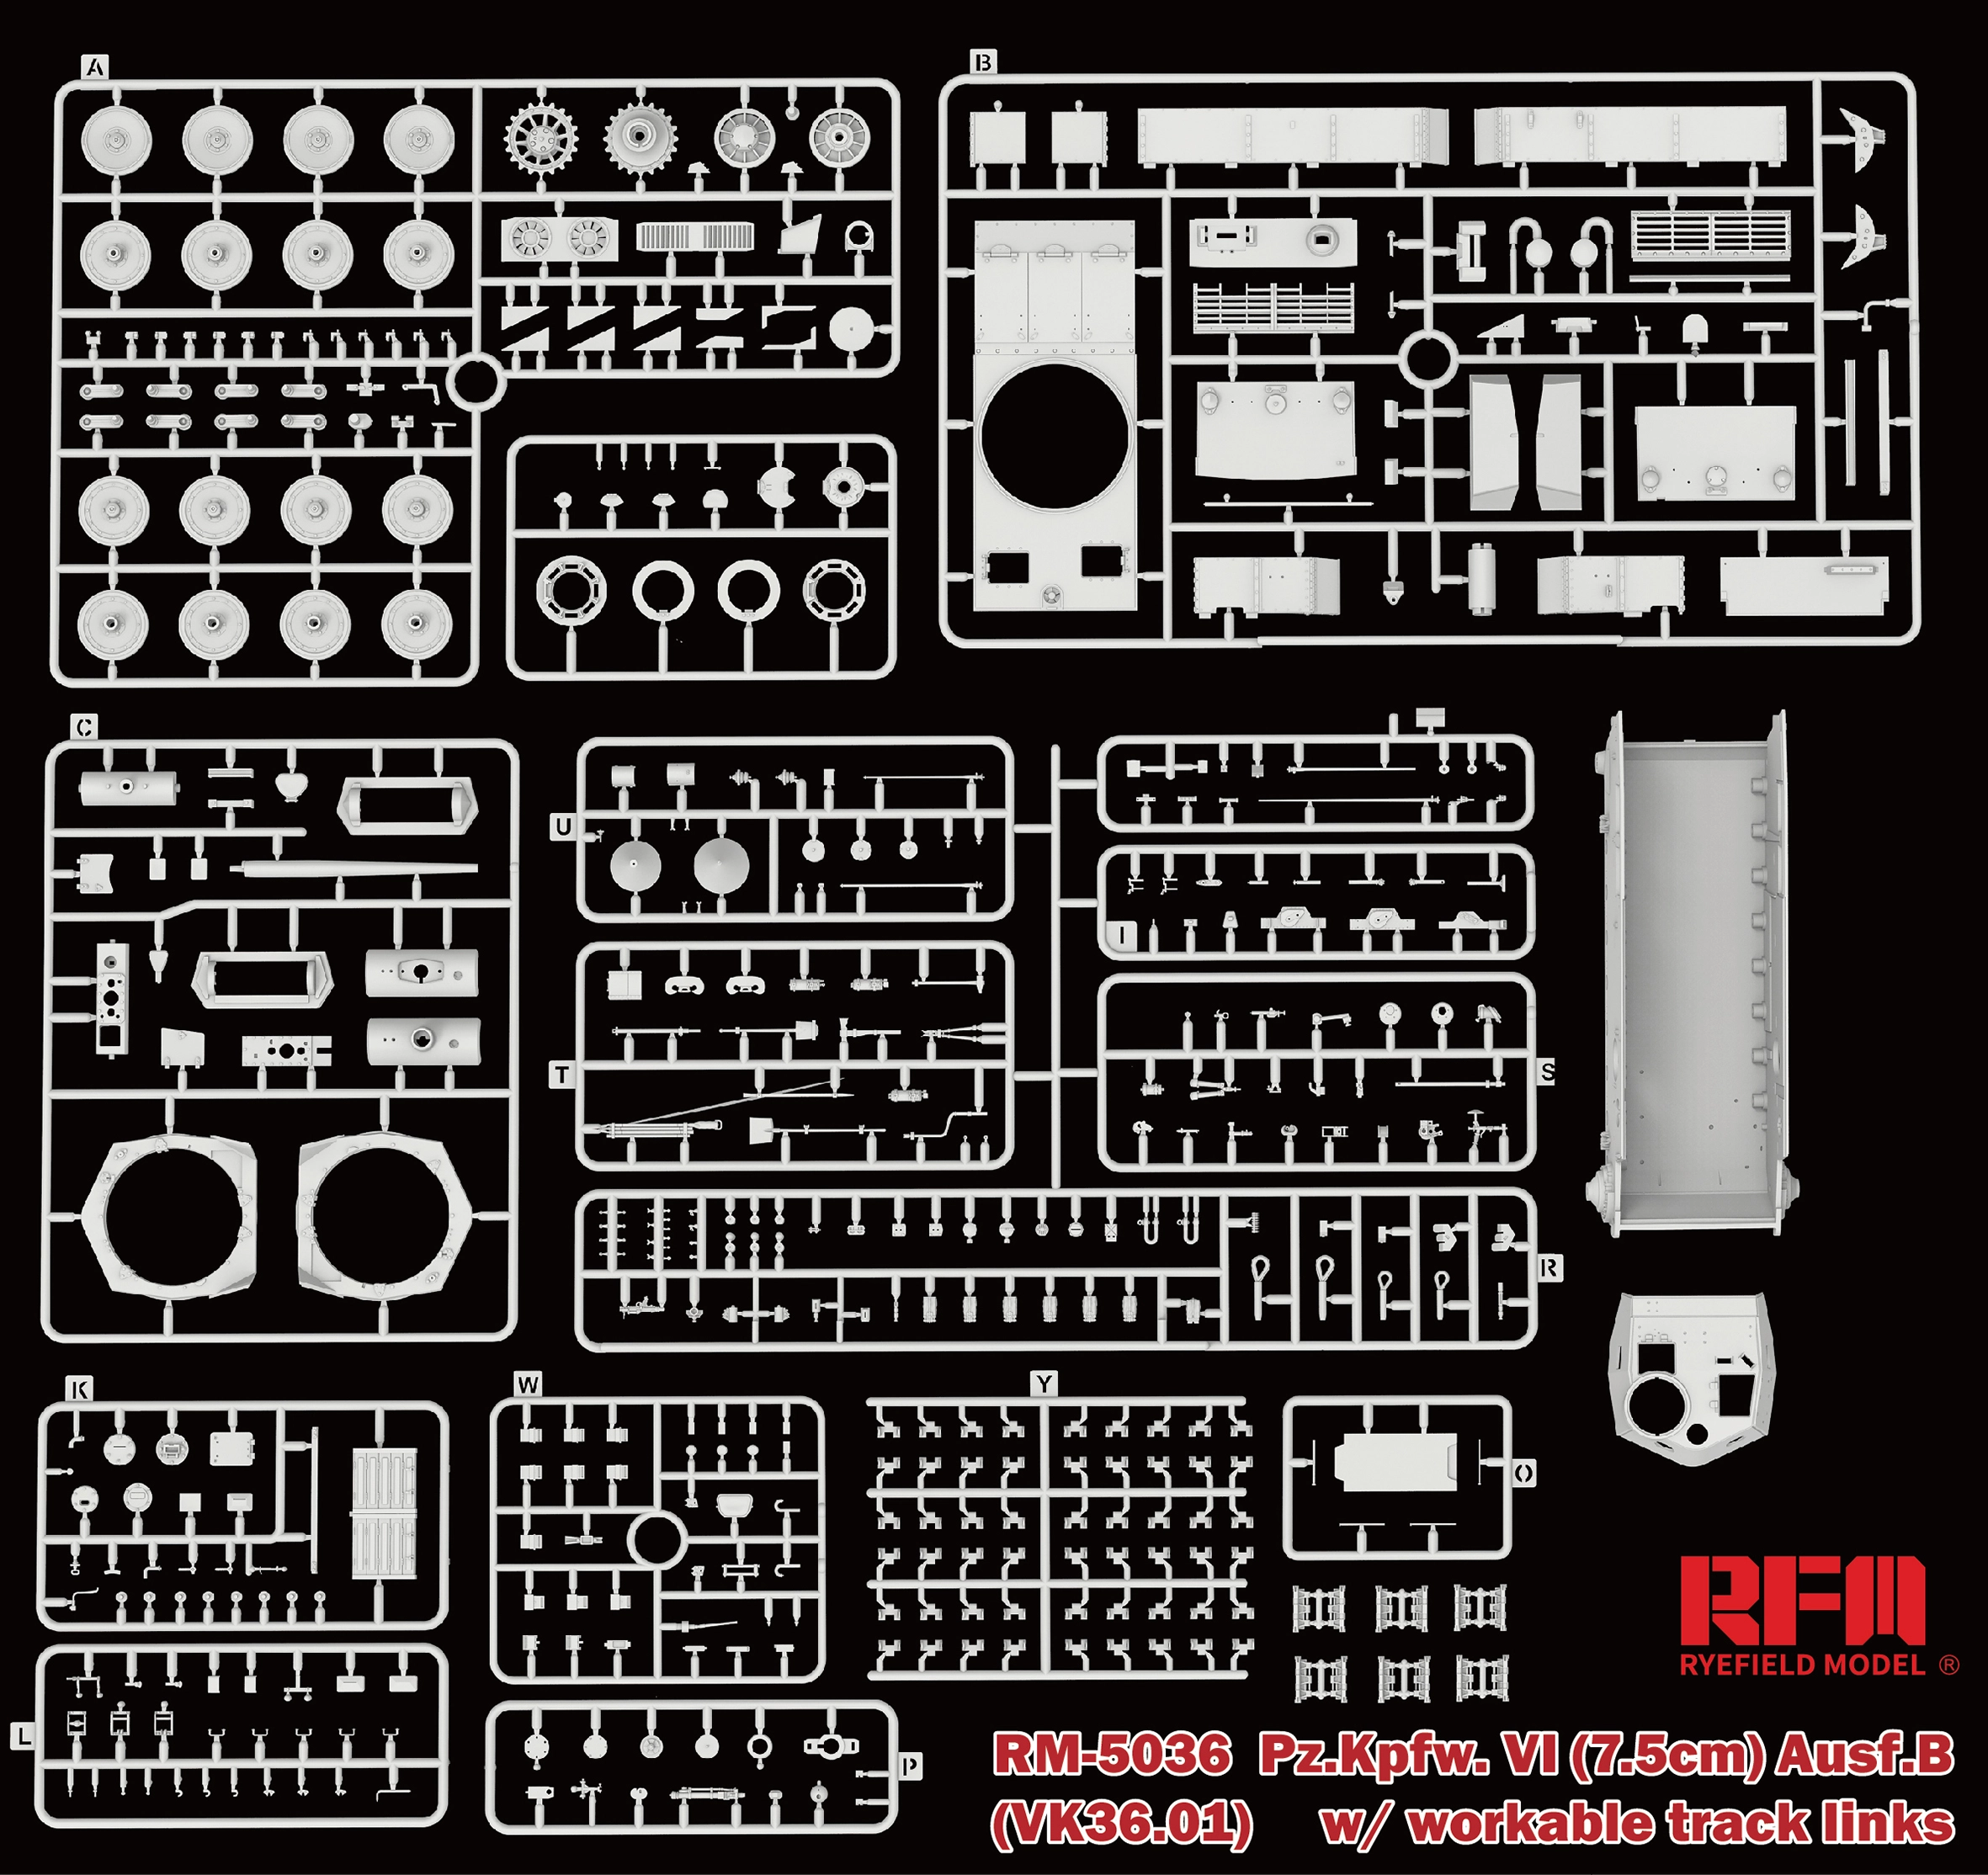 A
B
C
U
I
T
S
R
K
W
Y
O
L
P
RFM
RYEFIELD MODEL ®
RM-5036 Pz.Kpfw. VI (7.5cm) Ausf.B
(VK36.01) w/ workable track links